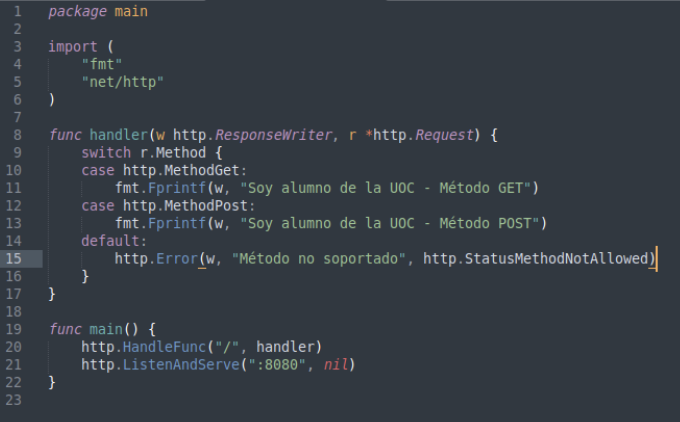 1 package main
2
3 import (
4     "fmt"
5     "net/http"
6 )
7
8 func handler(w http.ResponseWriter, r *http.Request) {
9     switch r.Method {
10     case http.MethodGet:
11         fmt.Fprintf(w, "Soy alumno de la UOC - Método GET")
12     case http.MethodPost:
13         fmt.Fprintf(w, "Soy alumno de la UOC - Método POST")
14     default:
15         http.Error(w, "Método no soportado", http.StatusMethodNotAllowed)
16     }
17 }
18
19 func main() {
20     http.HandleFunc("/", handler)
21     http.ListenAndServe(":8080", nil)
22 }
23